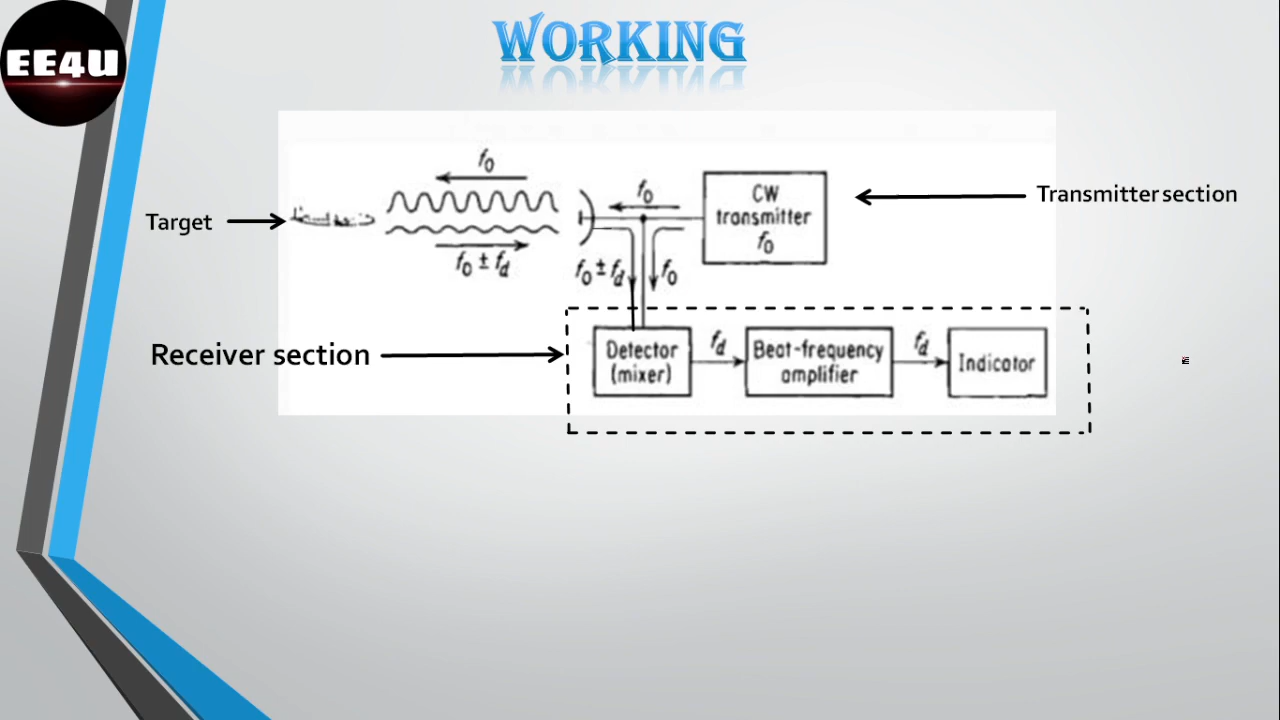 WORKING
EE4U
f₀
f₀
CW
transmitter
f₀
Transmitter section
Target
f₀ ± f_d
f₀ ± f_d
f₀
Receiver section
Detector
(mixer)
f_d
Beat-frequency
amplifier
f_d
Indicator